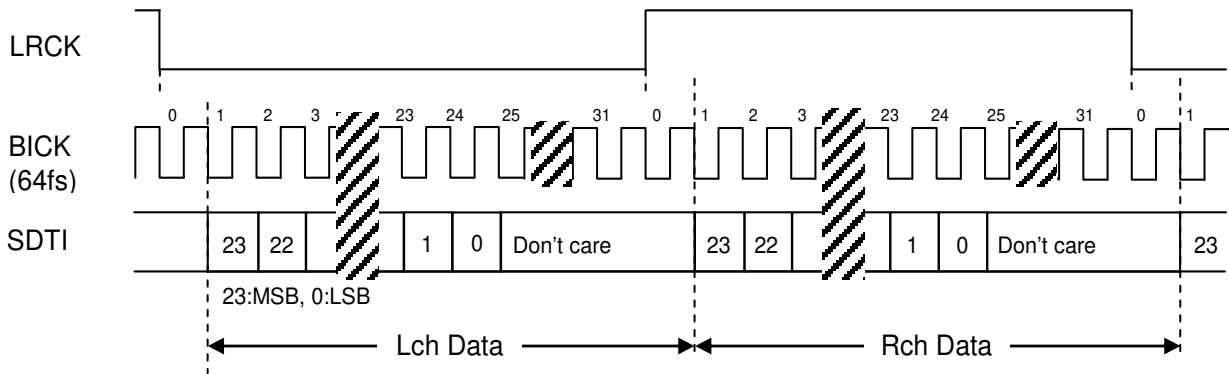 LRCK
0 1 2 3 23 24 25 31 0 1 2 3 23 24 25 31 0 1
BICK
(64fs)
SDTI 23 22 1 0 Don't care 23 22 1 0 Don't care 23
23:MSB, 0:LSB
Lch Data Rch Data